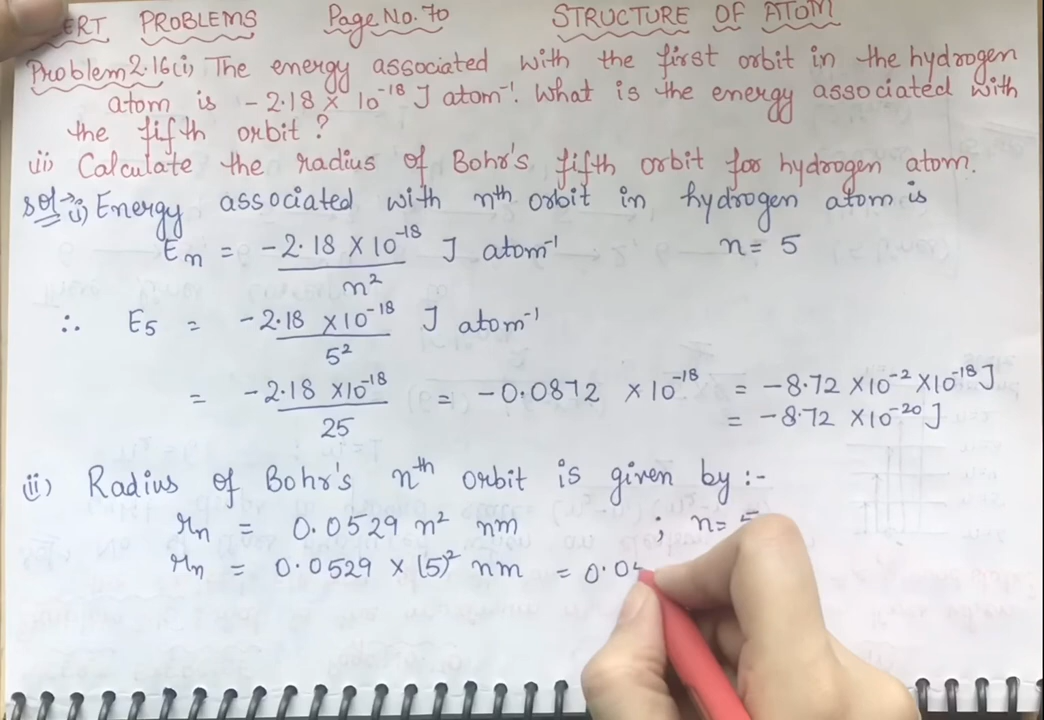 ERT PROBLEMS Page No. 70 STRUCTURE OF ATOM
Problem 2.16(i) The energy associated with the first orbit in the hydrogen
atom is -2.18 × 10⁻¹⁸ J atom⁻¹. What is the energy associated with
the fifth orbit?
ii) Calculate the radius of Bohr's fifth orbit for hydrogen atom.
Sol→ (i) Energy associated with nth orbit in hydrogen atom is
En = -2.18 × 10⁻¹⁸ / n² J atom⁻¹ n = 5
∴ E5 = -2.18 × 10⁻¹⁸ / 5² J atom⁻¹
= -2.18 × 10⁻¹⁸ / 25 = -0.0872 × 10⁻¹⁸ = -8.72 × 10⁻² × 10⁻¹⁸ J
= -8.72 × 10⁻²⁰ J
(ii) Radius of Bohr's nth orbit is given by :-
rn = 0.0529 n² nm ; n = 5
rn = 0.0529 × (5)² nm = 0.05